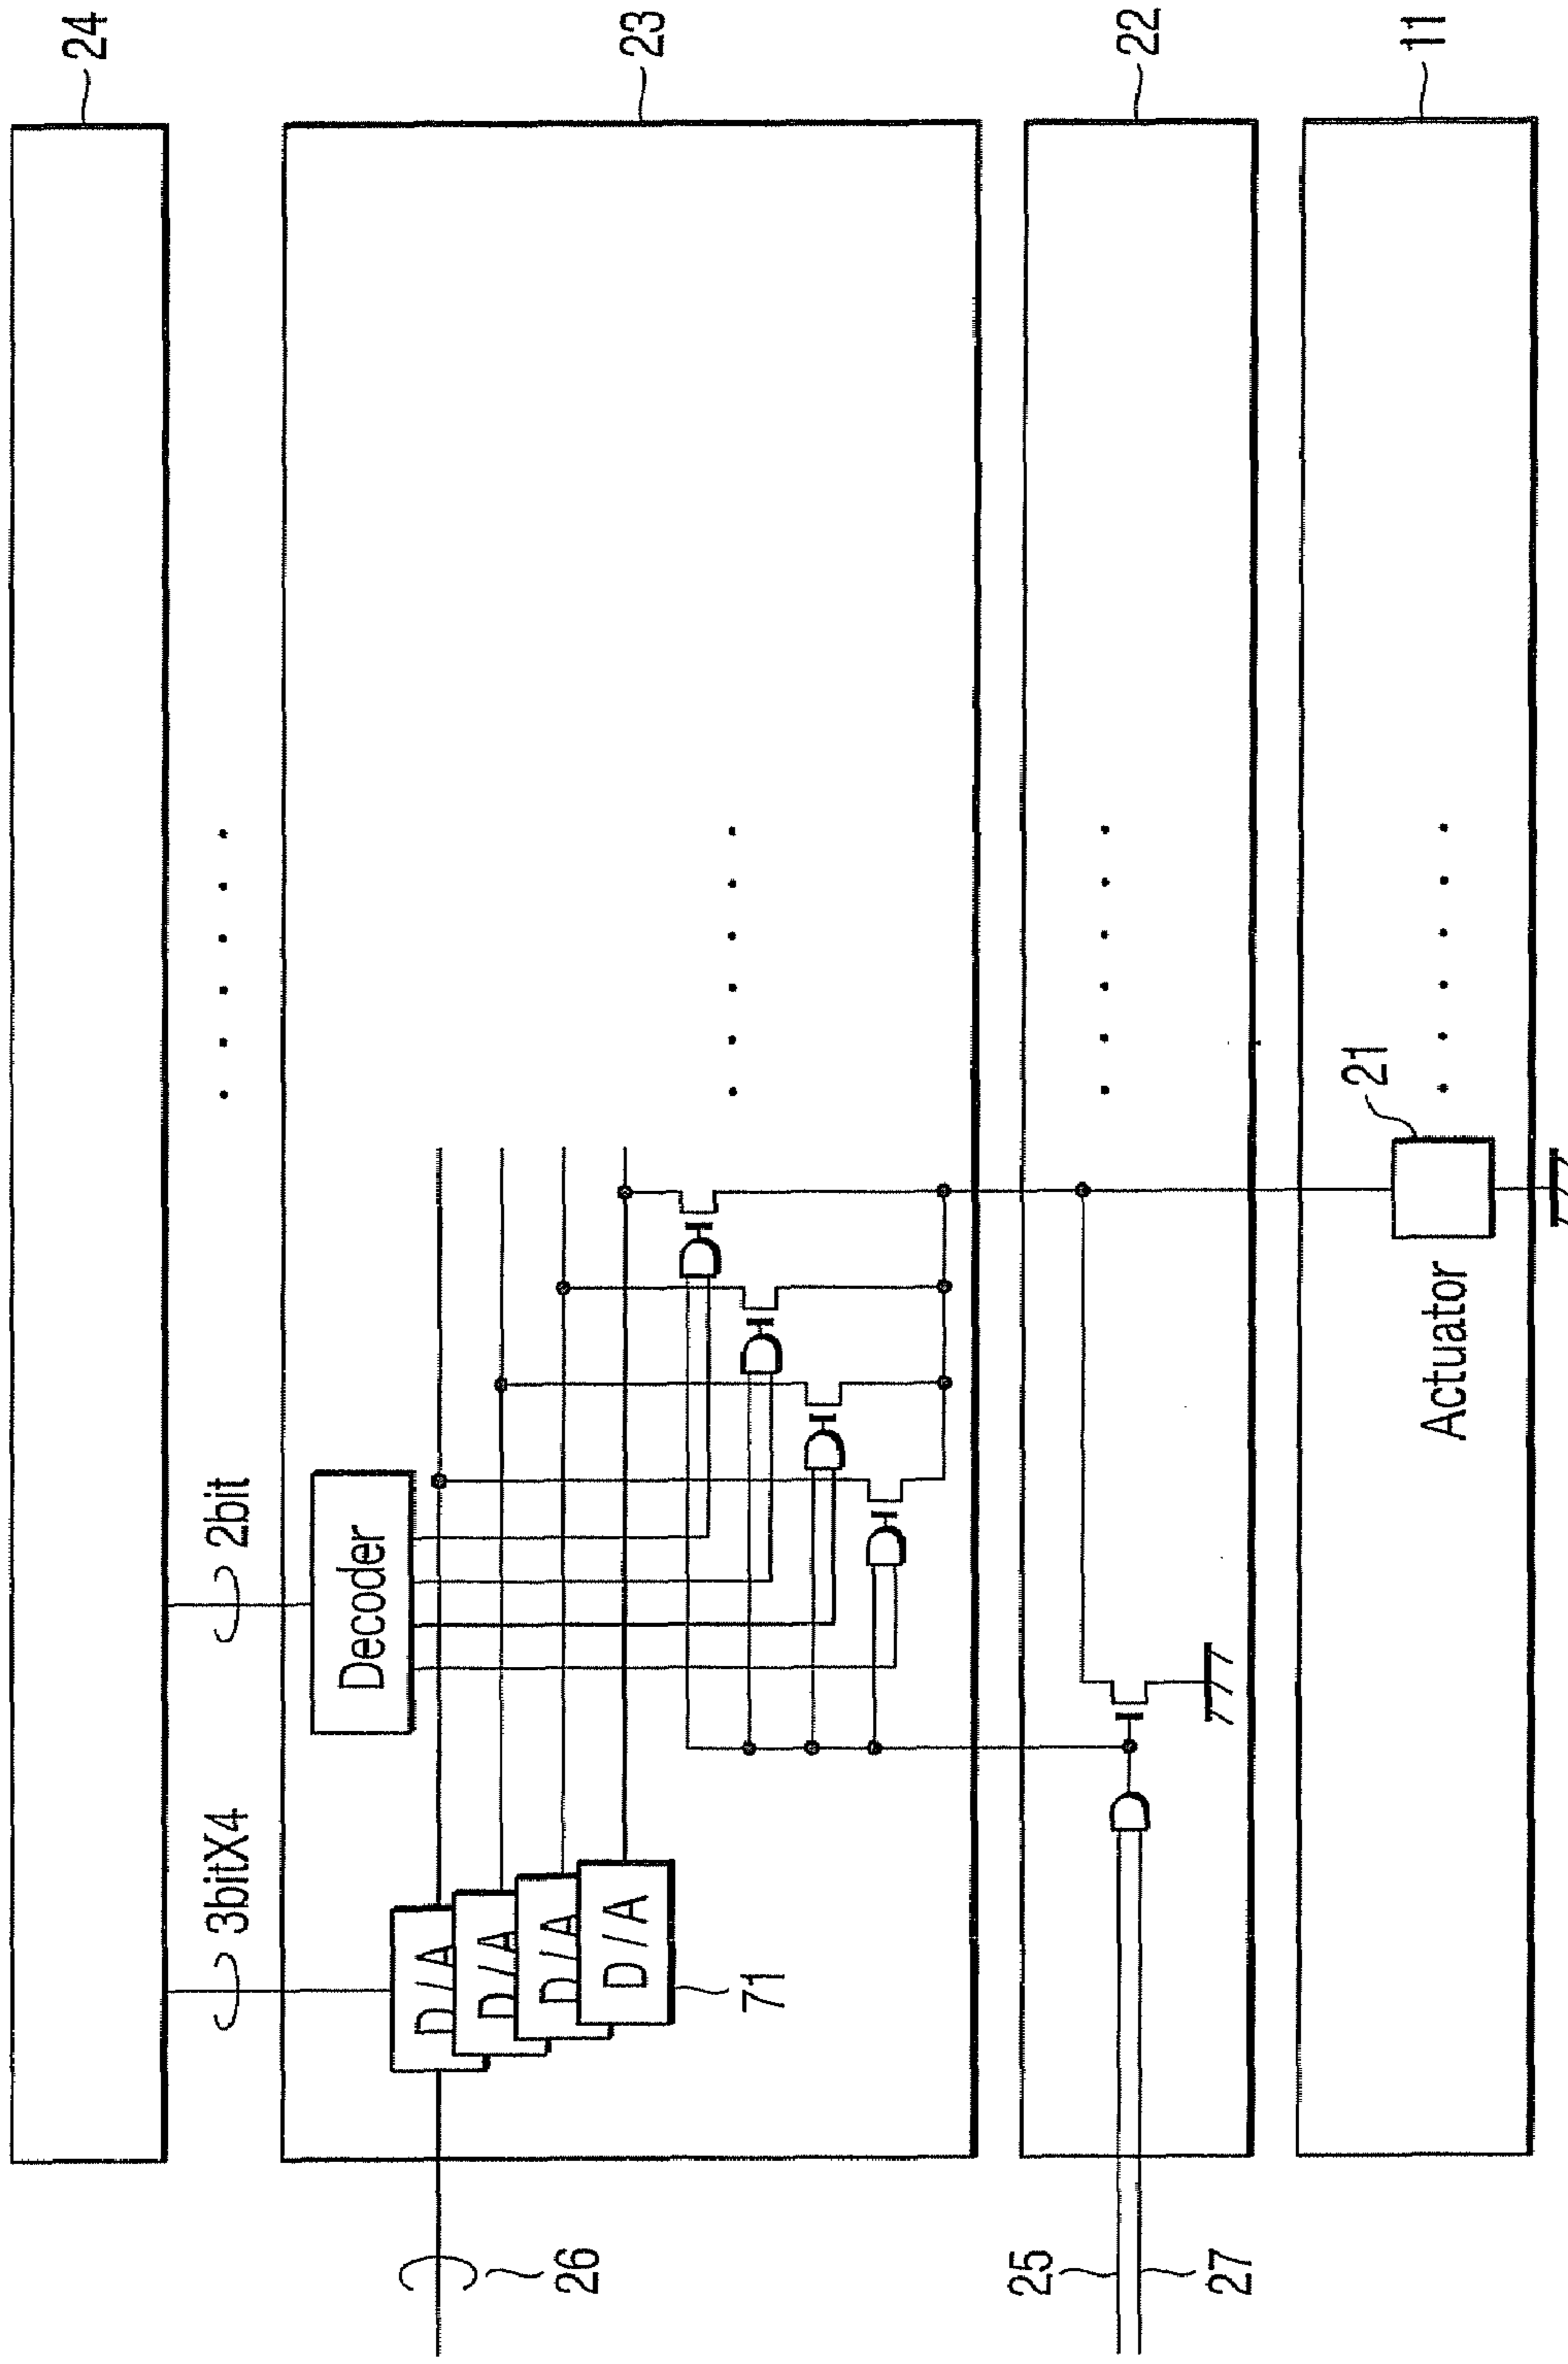 24
23
22
11
3bitX4
2bit
Decoder
D/A
D/A
D/A
D/A
71
26
25
27
21
Actuator